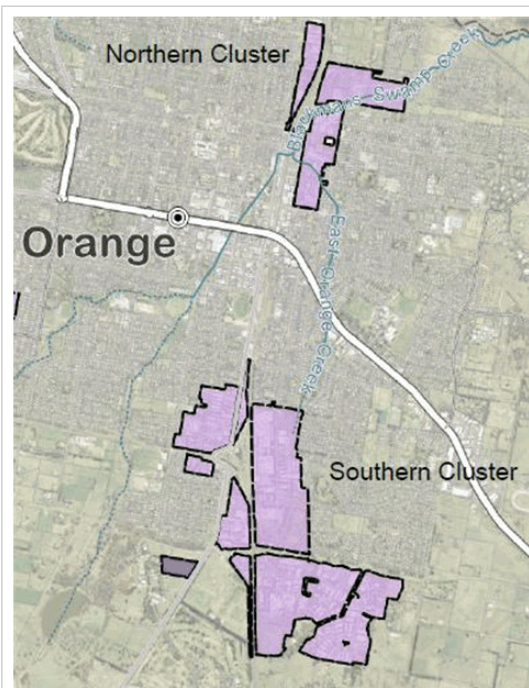 Northern Cluster
Blackmans Swamp Creek
Orange
East Orange Creek
Southern Cluster